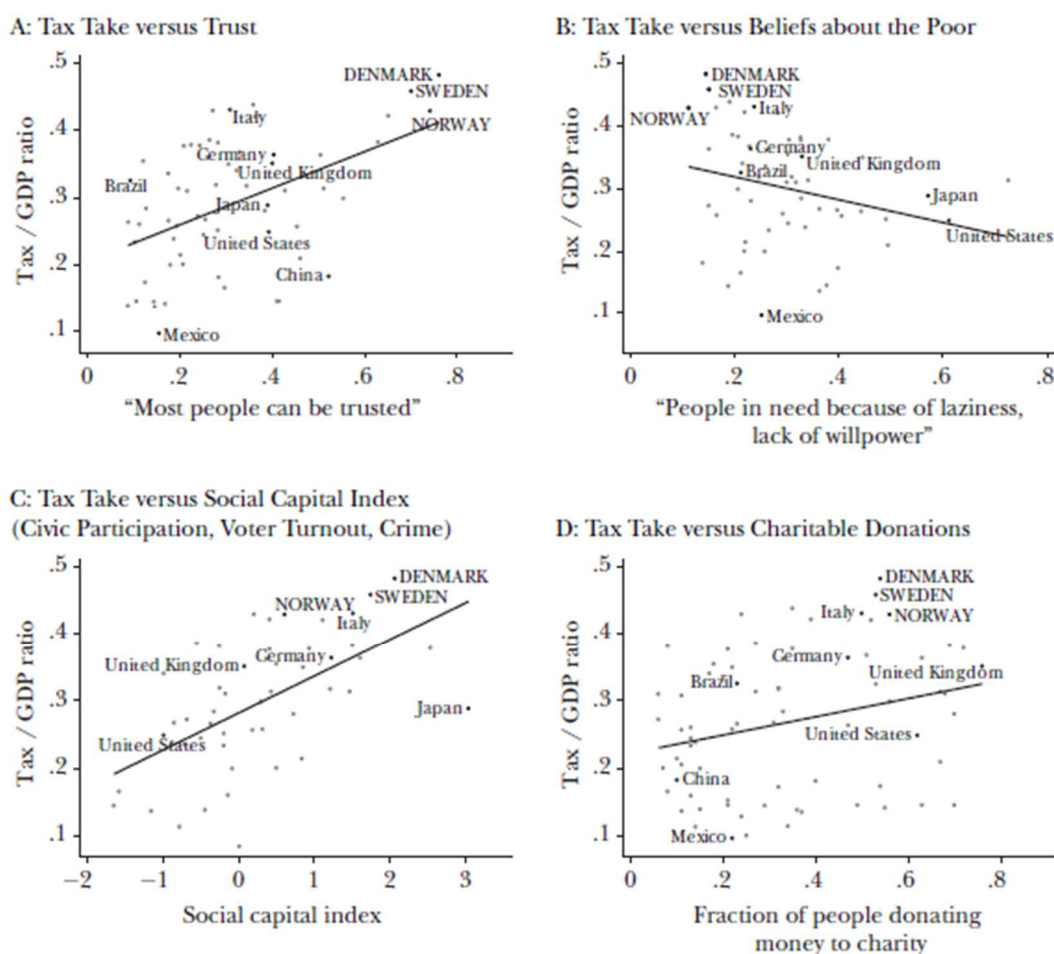 A: Tax Take versus Trust
Tax / GDP ratio
.5
.4
.3
.2
.1
DENMARK
SWEDEN
NORWAY
Italy
Germany
United Kingdom
Brazil
Japan
United States
China
Mexico
0 .2 .4 .6 .8
“Most people can be trusted”
B: Tax Take versus Beliefs about the Poor
Tax / GDP ratio
.5
.4
.3
.2
.1
DENMARK
SWEDEN
Italy
NORWAY
Germany
United Kingdom
Brazil
Japan
United States
Mexico
0 .2 .4 .6 .8
“People in need because of laziness,
lack of willpower”
C: Tax Take versus Social Capital Index
(Civic Participation, Voter Turnout, Crime)
Tax / GDP ratio
.5
.4
.3
.2
.1
DENMARK
SWEDEN
NORWAY
Italy
Germany
United Kingdom
Japan
United States
−2 −1 0 1 2 3
Social capital index
D: Tax Take versus Charitable Donations
Tax / GDP ratio
.5
.4
.3
.2
.1
DENMARK
SWEDEN
Italy
NORWAY
Germany
United Kingdom
Brazil
United States
China
Mexico
0 .2 .4 .6 .8
Fraction of people donating
money to charity